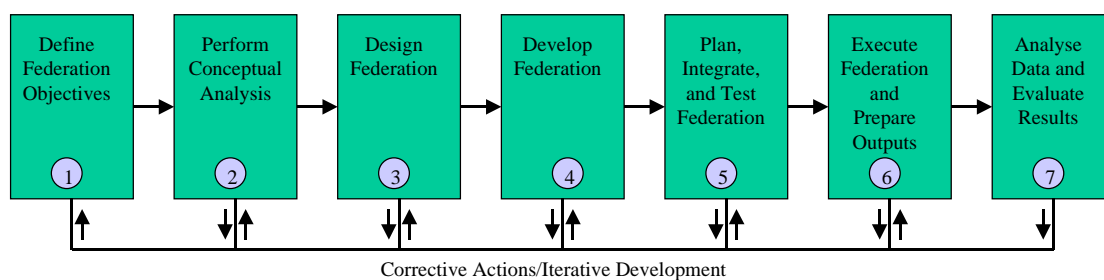 Define
Federation
Objectives
1
Perform
Conceptual
Analysis
2
Design
Federation
3
Develop
Federation
4
Plan,
Integrate,
and Test
Federation
5
Execute
Federation
and
Prepare
Outputs
6
Analyse
Data and
Evaluate
Results
7
Corrective Actions/Iterative Development